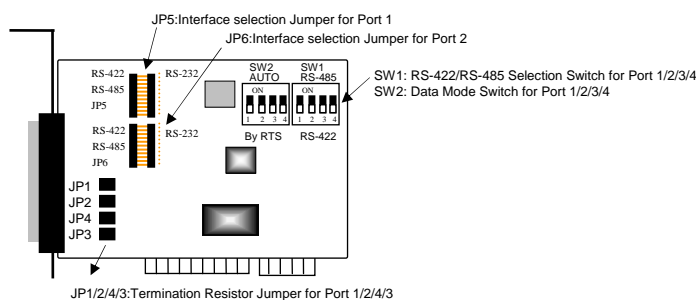 JP5:Interface selection Jumper for Port 1
JP6:Interface selection Jumper for Port 2
RS-422
RS-485
JP5
RS-232
RS-422
RS-485
JP6
RS-232
SW2
AUTO
ON
1 2 3 4
By RTS
SW1
RS-485
ON
1 2 3 4
RS-422
SW1: RS-422/RS-485 Selection Switch for Port 1/2/3/4
SW2: Data Mode Switch for Port 1/2/3/4
JP1
JP2
JP4
JP3
JP1/2/4/3:Termination Resistor Jumper for Port 1/2/4/3